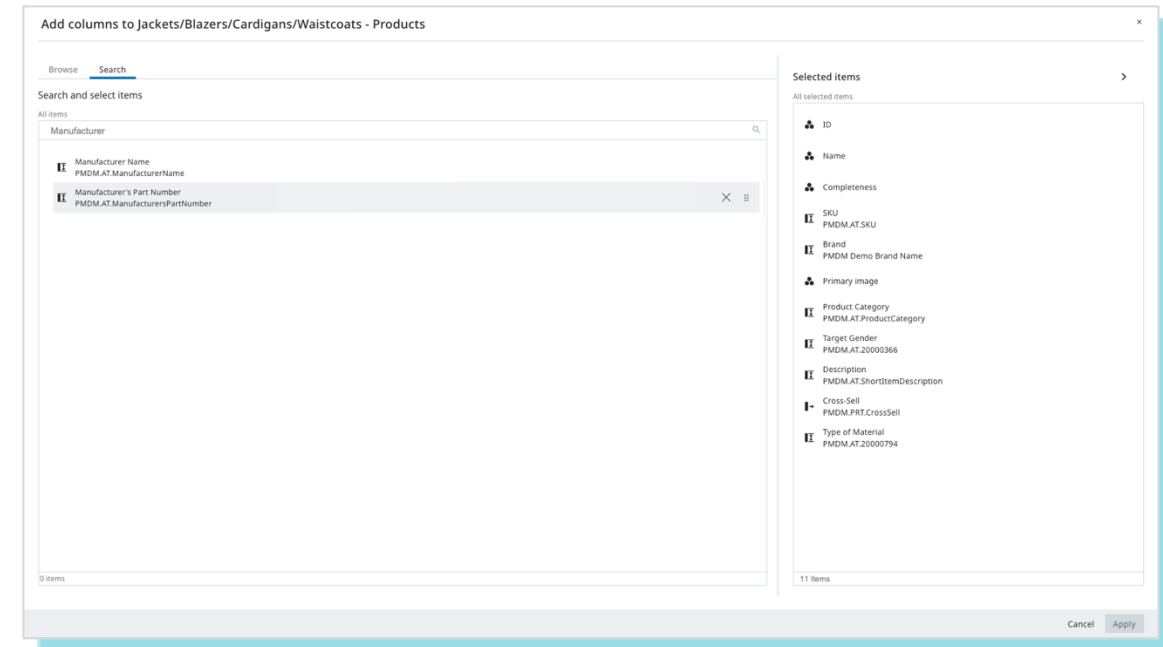 Add columns to Jackets/Blazers/Cardigans/Waistcoats - Products
Browse
Search
Search and select items
All items
Manufacturer
Manufacturer Name
PMDM.AT.ManufacturerName
Manufacturer's Part Number
PMDM.AT.ManufacturersPartNumber
0 items
Selected items
All selected items
ID
Name
Completeness
SKU
PMDM.AT.SKU
Brand
PMDM Demo Brand Name
Primary image
Product Category
PMDM.AT.ProductCategory
Target Gender
PMDM.AT.20000366
Description
PMDM.AT.ShortItemDescription
Cross-Sell
PMDM.PRT.CrossSell
Type of Material
PMDM.AT.20000794
11 Items
Cancel
Apply